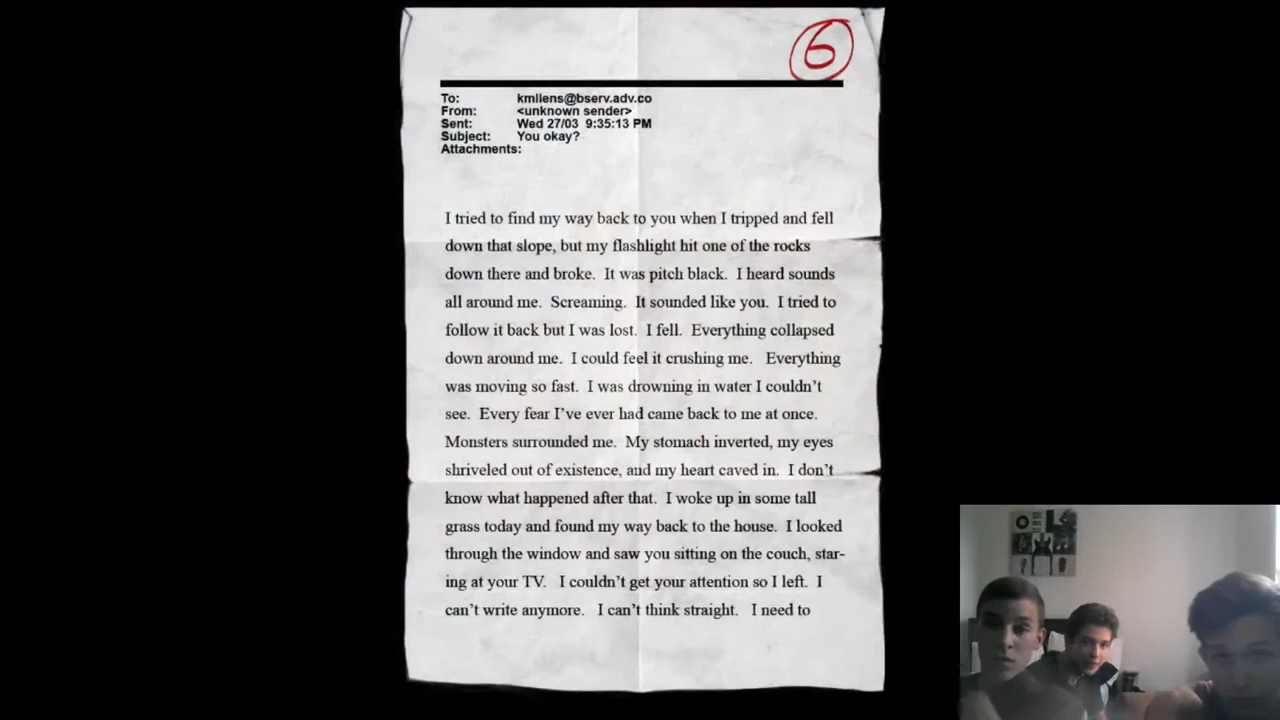 6
To: kmliens@bserv.adv.co
From: <unknown sender>
Sent: Wed 27/03 9:35:13 PM
Subject: You okay?
Attachments:
I tried to find my way back to you when I tripped and fell
down that slope, but my flashlight hit one of the rocks
down there and broke. It was pitch black. I heard sounds
all around me. Screaming. It sounded like you. I tried to
follow it back but I was lost. I fell. Everything collapsed
down around me. I could feel it crushing me. Everything
was moving so fast. I was drowning in water I couldn't
see. Every fear I've ever had came back to me at once.
Monsters surrounded me. My stomach inverted, my eyes
shriveled out of existence, and my heart caved in. I don't
know what happened after that. I woke up in some tall
grass today and found my way back to the house. I looked
through the window and saw you sitting on the couch, star-
ing at your TV. I couldn't get your attention so I left. I
can't write anymore. I can't think straight. I need to